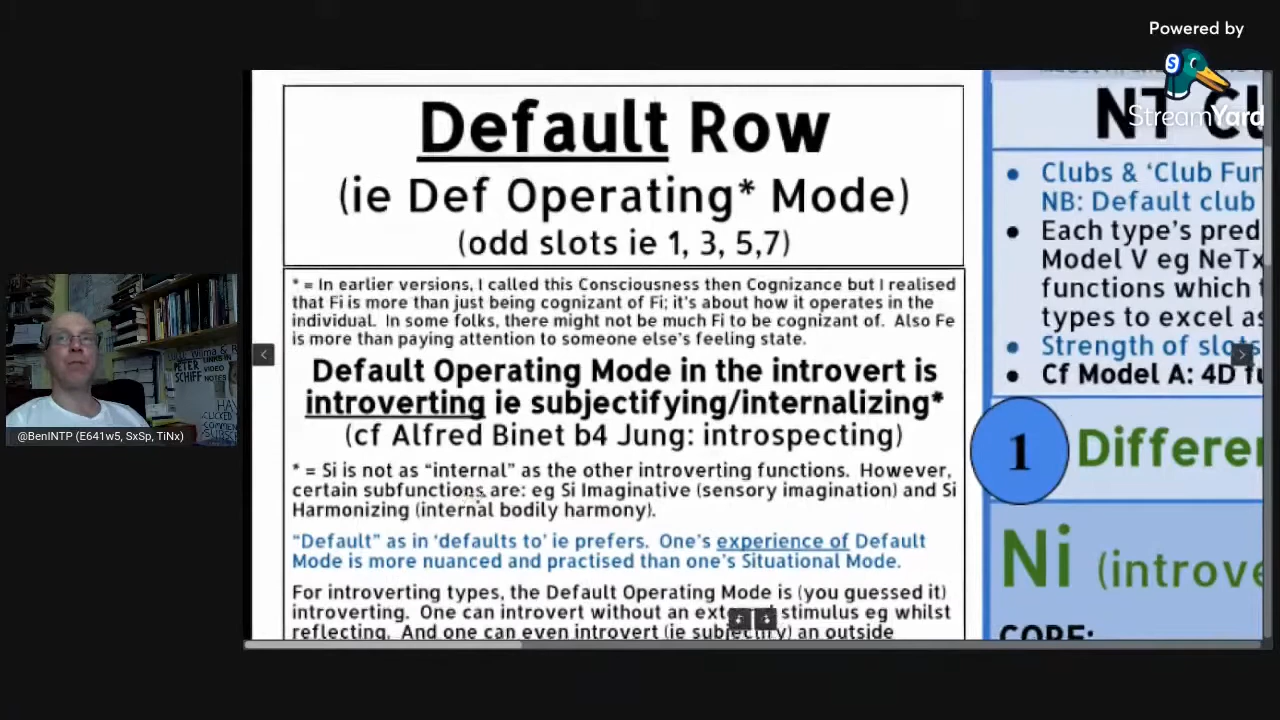 Powered by
StreamYard
Default Row
(ie Def Operating* Mode)
(odd slots ie 1, 3, 5,7)
* = In earlier versions, I called this Consciousness then Cognizance but I realised
that Fi is more than just being cognizant of Fi; it's about how it operates in the
individual. In some folks, there might not be much Fi to be cognizant of. Also Fe
is more than paying attention to someone else's feeling state.
Default Operating Mode in the introvert is
introverting ie subjectifying/internalizing*
(cf Alfred Binet b4 Jung: introspecting)
* = Si is not as "internal" as the other introverting functions. However,
certain subfunctions are: eg Si Imaginative (sensory imagination) and Si
Harmonizing (internal bodily harmony).
"Default" as in 'defaults to' ie prefers. One's experience of Default
Mode is more nuanced and practised than one's Situational Mode.
For introverting types, the Default Operating Mode is (you guessed it)
introverting. One can introvert without an stimulus eg whilst
reflecting. And one can even introvert (ie subjectify) an outside
NT Cl
• Clubs & 'Club Fun
NB: Default club
• Each type's pred
Model V eg NeTx
functions which
types to excel as
• Strength of slots
• Cf Model A: 4D fu
1
Differen
Ni (introve
CORE:
PETER
SCHIFF
LINKS IN
VIDEO
NOTES
@BenINTP (E641w5, SxSp, TiNx)